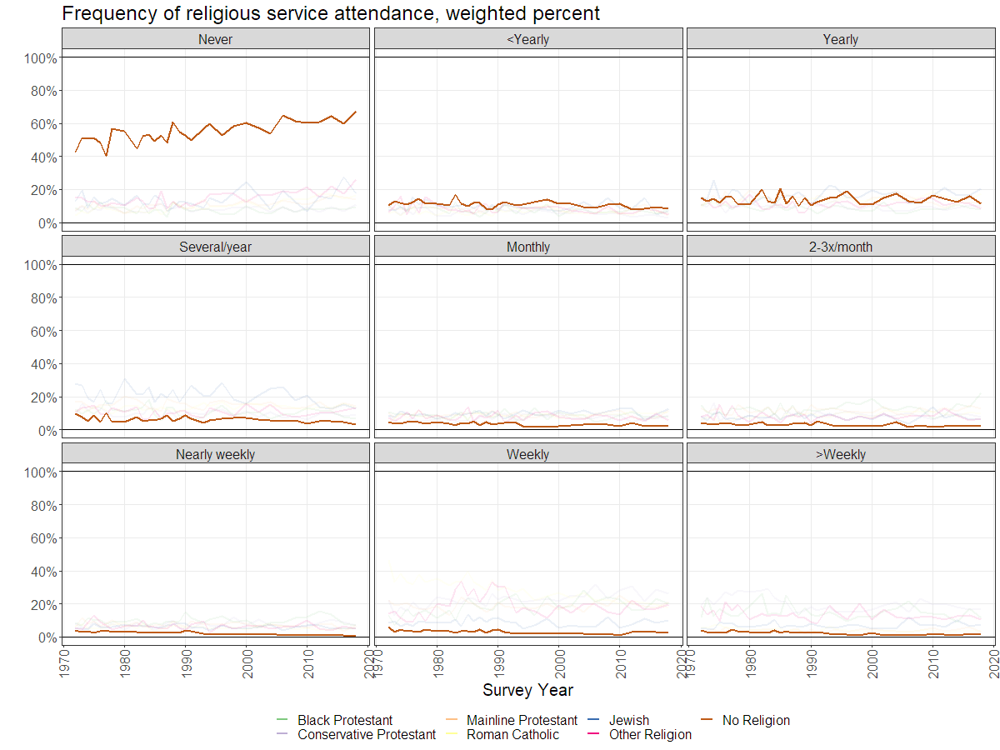 Frequency of religious service attendance, weighted percent
Never <Yearly Yearly
100%
80%
60%
40%
20%
0%
Several/year Monthly 2-3x/month
100%
80%
60%
40%
20%
0%
Nearly weekly Weekly >Weekly
100%
80%
60%
40%
20%
0%
1970 1980 1990 2000 2010 2020 1970 1980 1990 2000 2010 2020 1970 1980 1990 2000 2010 2020
Survey Year
Black Protestant Mainline Protestant Jewish No Religion
Conservative Protestant Roman Catholic Other Religion